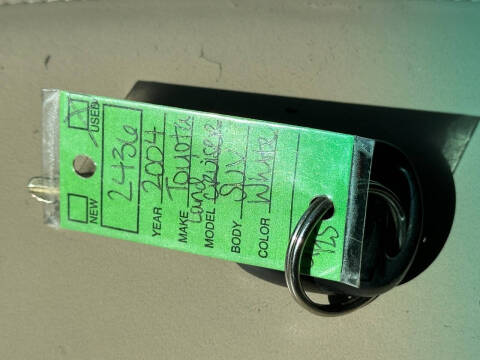 USED
NEW
2436
YEAR 2004
MAKE Toyota
MODEL Land Cruiser
BODY SUV
COLOR White